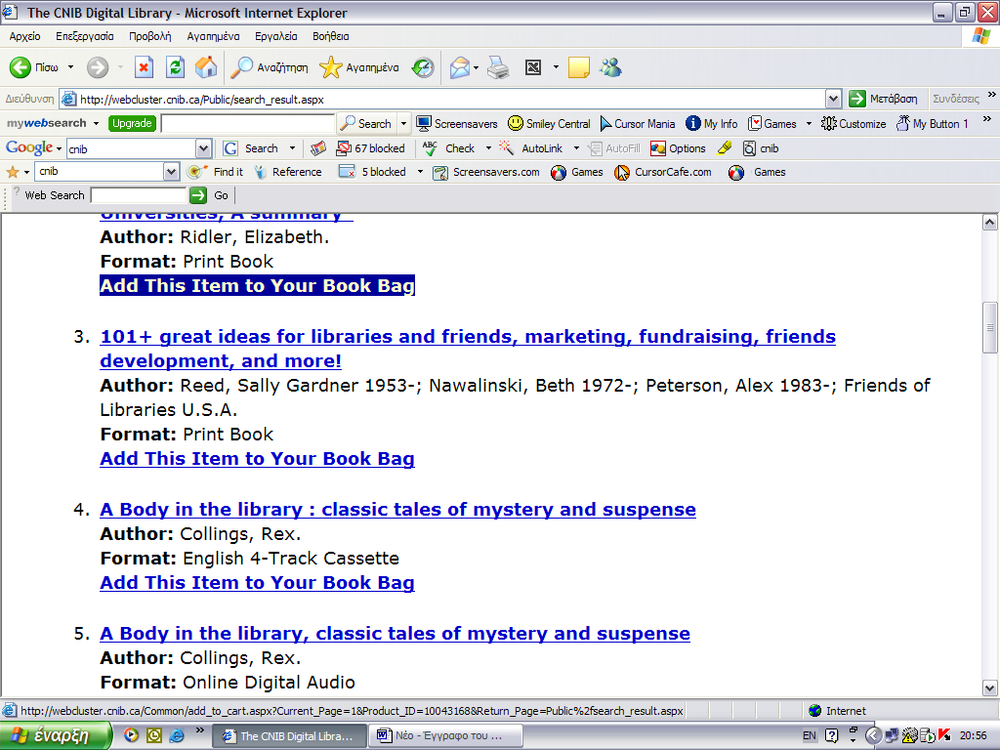 The CNIB Digital Library - Microsoft Internet Explorer
Αρχείο Επεξεργασία Προβολή Αγαπημένα Εργαλεία Βοήθεια
Πίσω Αναζήτηση Αγαπημένα
Διεύθυνση http://webcluster.cnib.ca/Public/search_result.aspx Μετάβαση Συνδέσεις »
mywebsearch Upgrade Search Screensavers Smiley Central Cursor Mania My Info Games Customize My Button 1 »
Google cnib Search 67 blocked Check AutoLink AutoFill Options cnib
cnib Find it Reference 5 blocked Screensavers.com Games CursorCafe.com Games
Web Search Go
Universities, A summary
Author: Ridler, Elizabeth.
Format: Print Book
Add This Item to Your Book Bag
3. 101+ great ideas for libraries and friends, marketing, fundraising, friends
development, and more!
Author: Reed, Sally Gardner 1953-; Nawalinski, Beth 1972-; Peterson, Alex 1983-; Friends of
Libraries U.S.A.
Format: Print Book
Add This Item to Your Book Bag
4. A Body in the library : classic tales of mystery and suspense
Author: Collings, Rex.
Format: English 4-Track Cassette
Add This Item to Your Book Bag
5. A Body in the library, classic tales of mystery and suspense
Author: Collings, Rex.
Format: Online Digital Audio
http://webcluster.cnib.ca/Common/add_to_cart.aspx?Current_Page=1&Product_ID=10043168&Return_Page=Public%2fsearch_result.aspx Internet
έναρξη » The CNIB Digital Libra... Νέο - Έγγραφο του ... EN 20:56